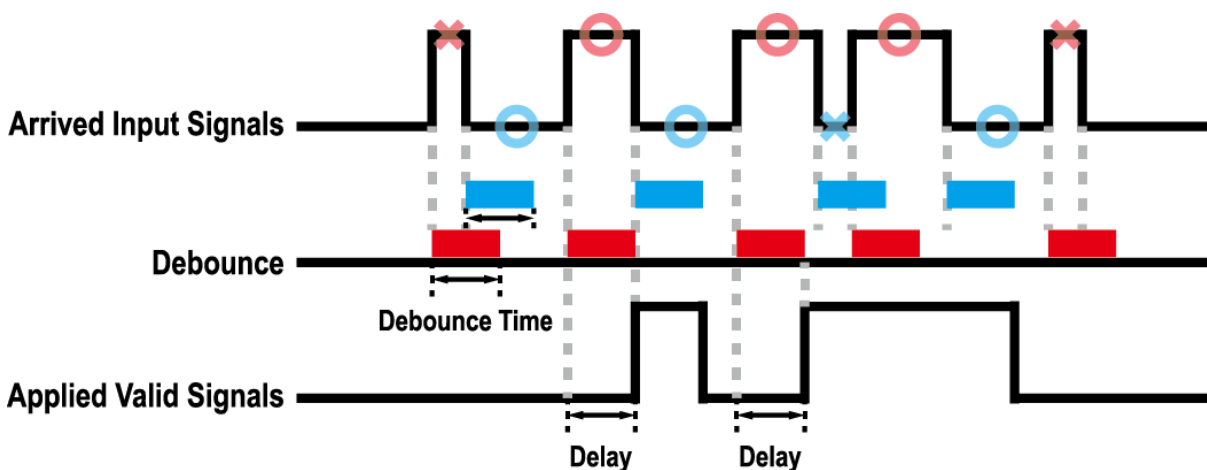 Arrived Input Signals
Debounce
Debounce Time
Applied Valid Signals
Delay
Delay